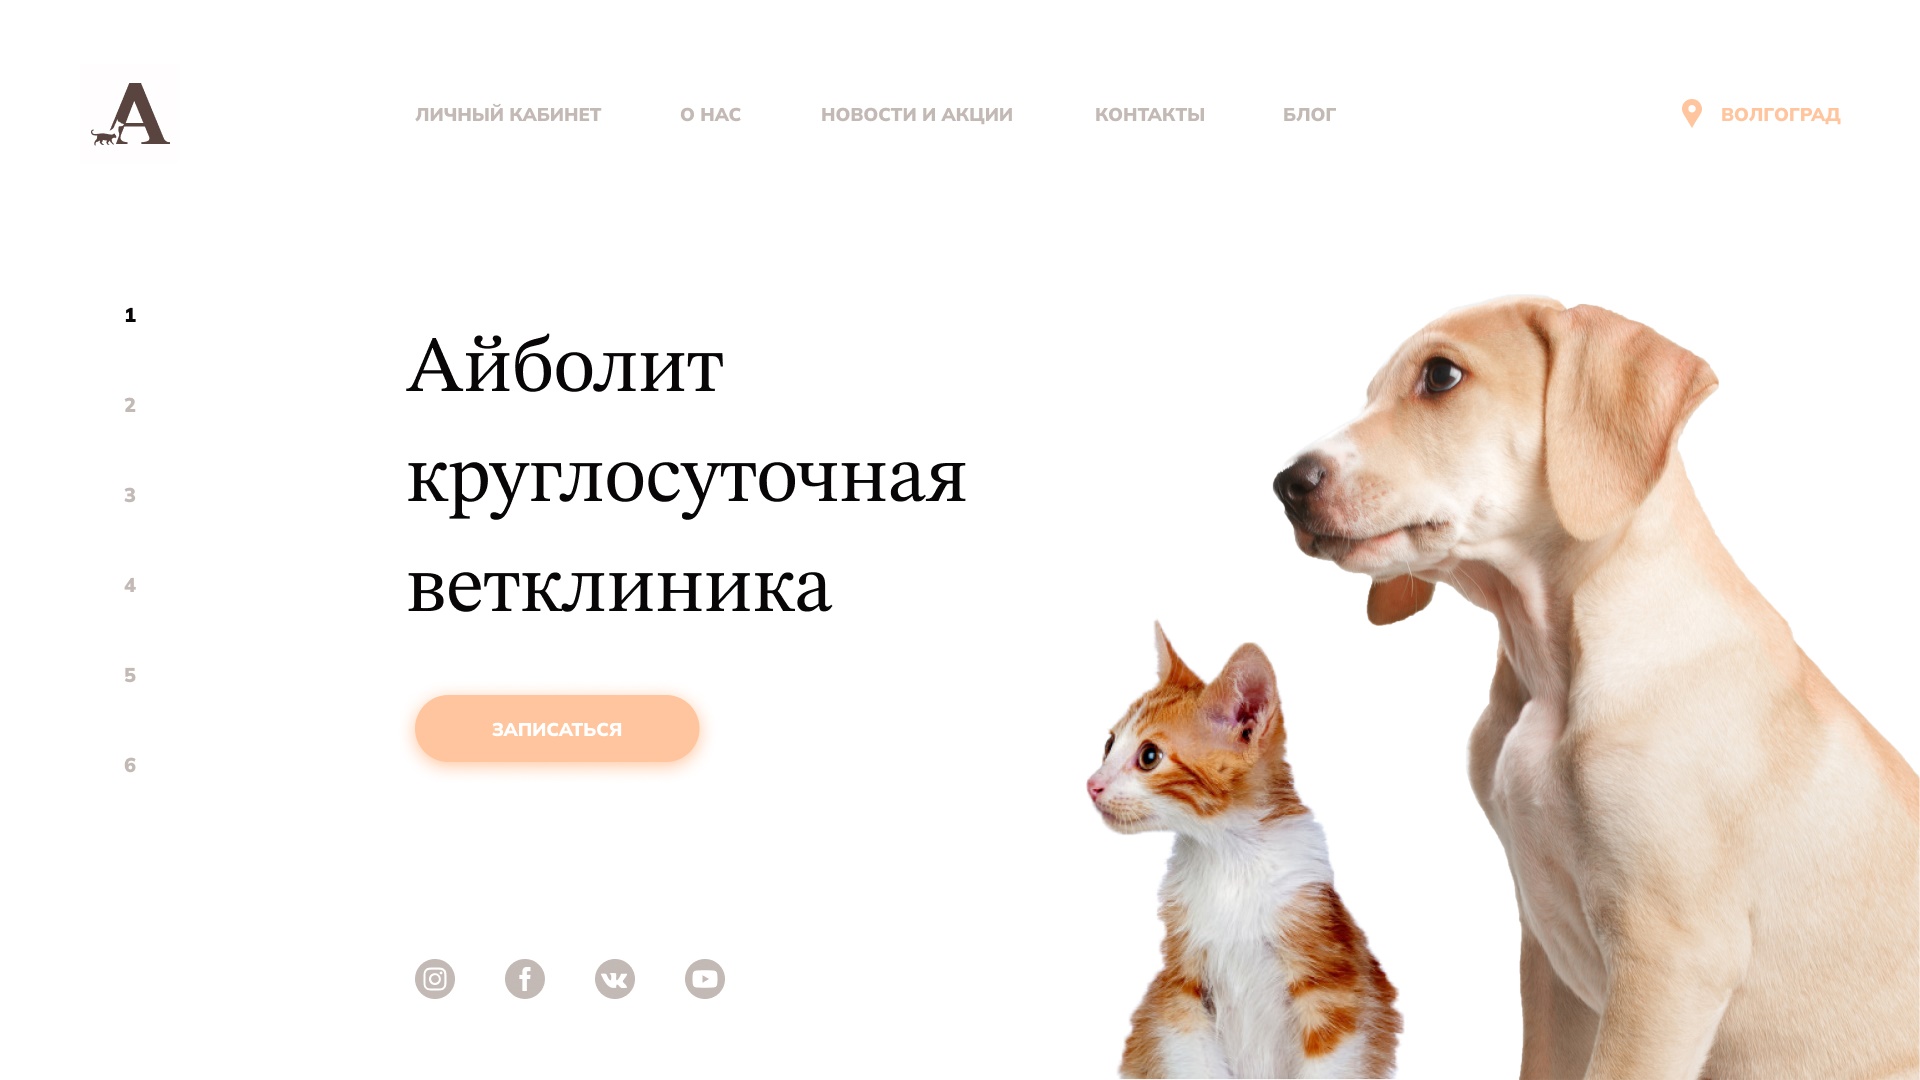 А
ЛИЧНЫЙ КАБИНЕТ
О НАС
НОВОСТИ И АКЦИИ
КОНТАКТЫ
БЛОГ
ВОЛГОГРАД
1
2
3
4
5
6
Айболит
круглосуточная
ветклиника
ЗАПИСАТЬСЯ